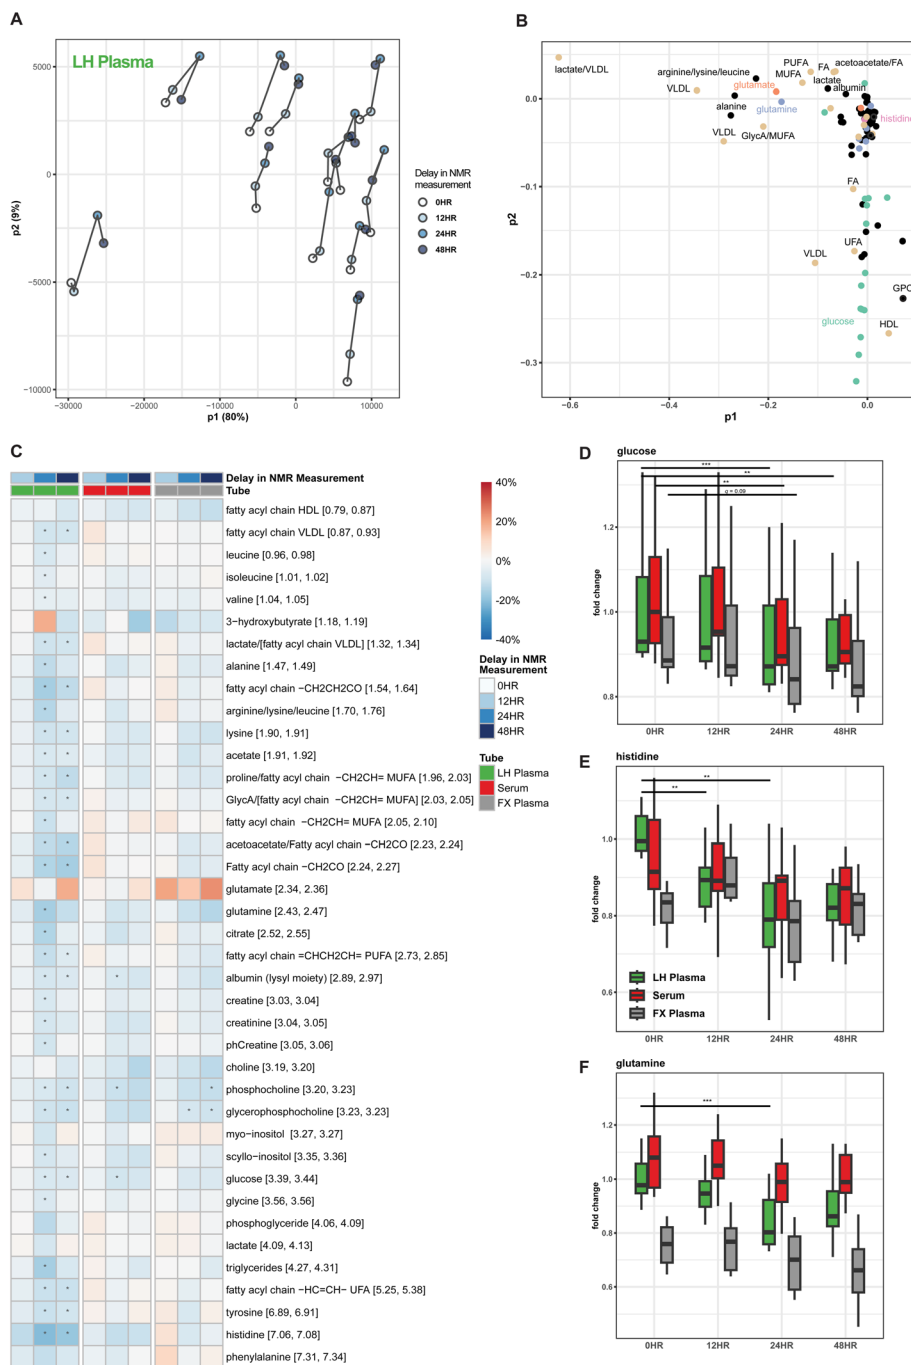 A
LH Plasma
p2 (9%)
5000
0
−5000
−10000
−30000
−20000
−10000
0
10000
p1 (80%)
Delay in NMR
measurement
0HR
12HR
24HR
48HR
B
lactate/VLDL
arginine/lysine/leucine
PUFA
FA
acetoacetate/FA
MUFA
lactate
albumin
glutamate
VLDL
alanine
glutamine
histidine
VLDL
GlycA/MUFA
FA
VLDL
UFA
GPC
glucose
HDL
p2
0.0
−0.1
−0.2
−0.3
−0.6
−0.4
−0.2
0.0
p1
C
Delay in NMR Measurement
Tube
fatty acyl chain HDL [0.79, 0.87]
fatty acyl chain VLDL [0.87, 0.93]
leucine [0.96, 0.98]
isoleucine [1.01, 1.02]
valine [1.04, 1.05]
3−hydroxybutyrate [1.18, 1.19]
lactate/[fatty acyl chain VLDL] [1.32, 1.34]
alanine [1.47, 1.49]
fatty acyl chain −CH2CH2CO [1.54, 1.64]
arginine/lysine/leucine [1.70, 1.76]
lysine [1.90, 1.91]
acetate [1.91, 1.92]
proline/fatty acyl chain −CH2CH= MUFA [1.96, 2.03]
GlycA/[fatty acyl chain −CH2CH= MUFA] [2.03, 2.05]
fatty acyl chain −CH2CH= MUFA [2.05, 2.10]
acetoacetate/Fatty acyl chain −CH2CO [2.23, 2.24]
Fatty acyl chain −CH2CO [2.24, 2.27]
glutamate [2.34, 2.36]
glutamine [2.43, 2.47]
citrate [2.52, 2.55]
fatty acyl chain =CHCH2CH= PUFA [2.73, 2.85]
albumin (lysyl moiety) [2.89, 2.97]
creatine [3.03, 3.04]
creatinine [3.04, 3.05]
phCreatine [3.05, 3.06]
choline [3.19, 3.20]
phosphocholine [3.20, 3.23]
glycerophosphocholine [3.23, 3.23]
myo−inositol [3.27, 3.27]
scyllo−inositol [3.35, 3.36]
glucose [3.39, 3.44]
glycine [3.56, 3.56]
phosphoglyceride [4.06, 4.09]
lactate [4.09, 4.13]
triglycerides [4.27, 4.31]
fatty acyl chain −HC=CH− UFA [5.25, 5.38]
tyrosine [6.89, 6.91]
histidine [7.06, 7.08]
phenylalanine [7.31, 7.34]
40%
20%
0%
−20%
−40%
Delay in NMR
Measurement
0HR
12HR
24HR
48HR
Tube
LH Plasma
Serum
FX Plasma
D
glucose
***
**
**
q = 0.09
fold change
1.2
1.0
0.8
0HR
12HR
24HR
48HR
E
histidine
**
**
fold change
1.0
0.8
0.6
LH Plasma
Serum
FX Plasma
0HR
12HR
24HR
48HR
F
glutamine
***
fold change
1.2
1.0
0.8
0.6
0HR
12HR
24HR
48HR